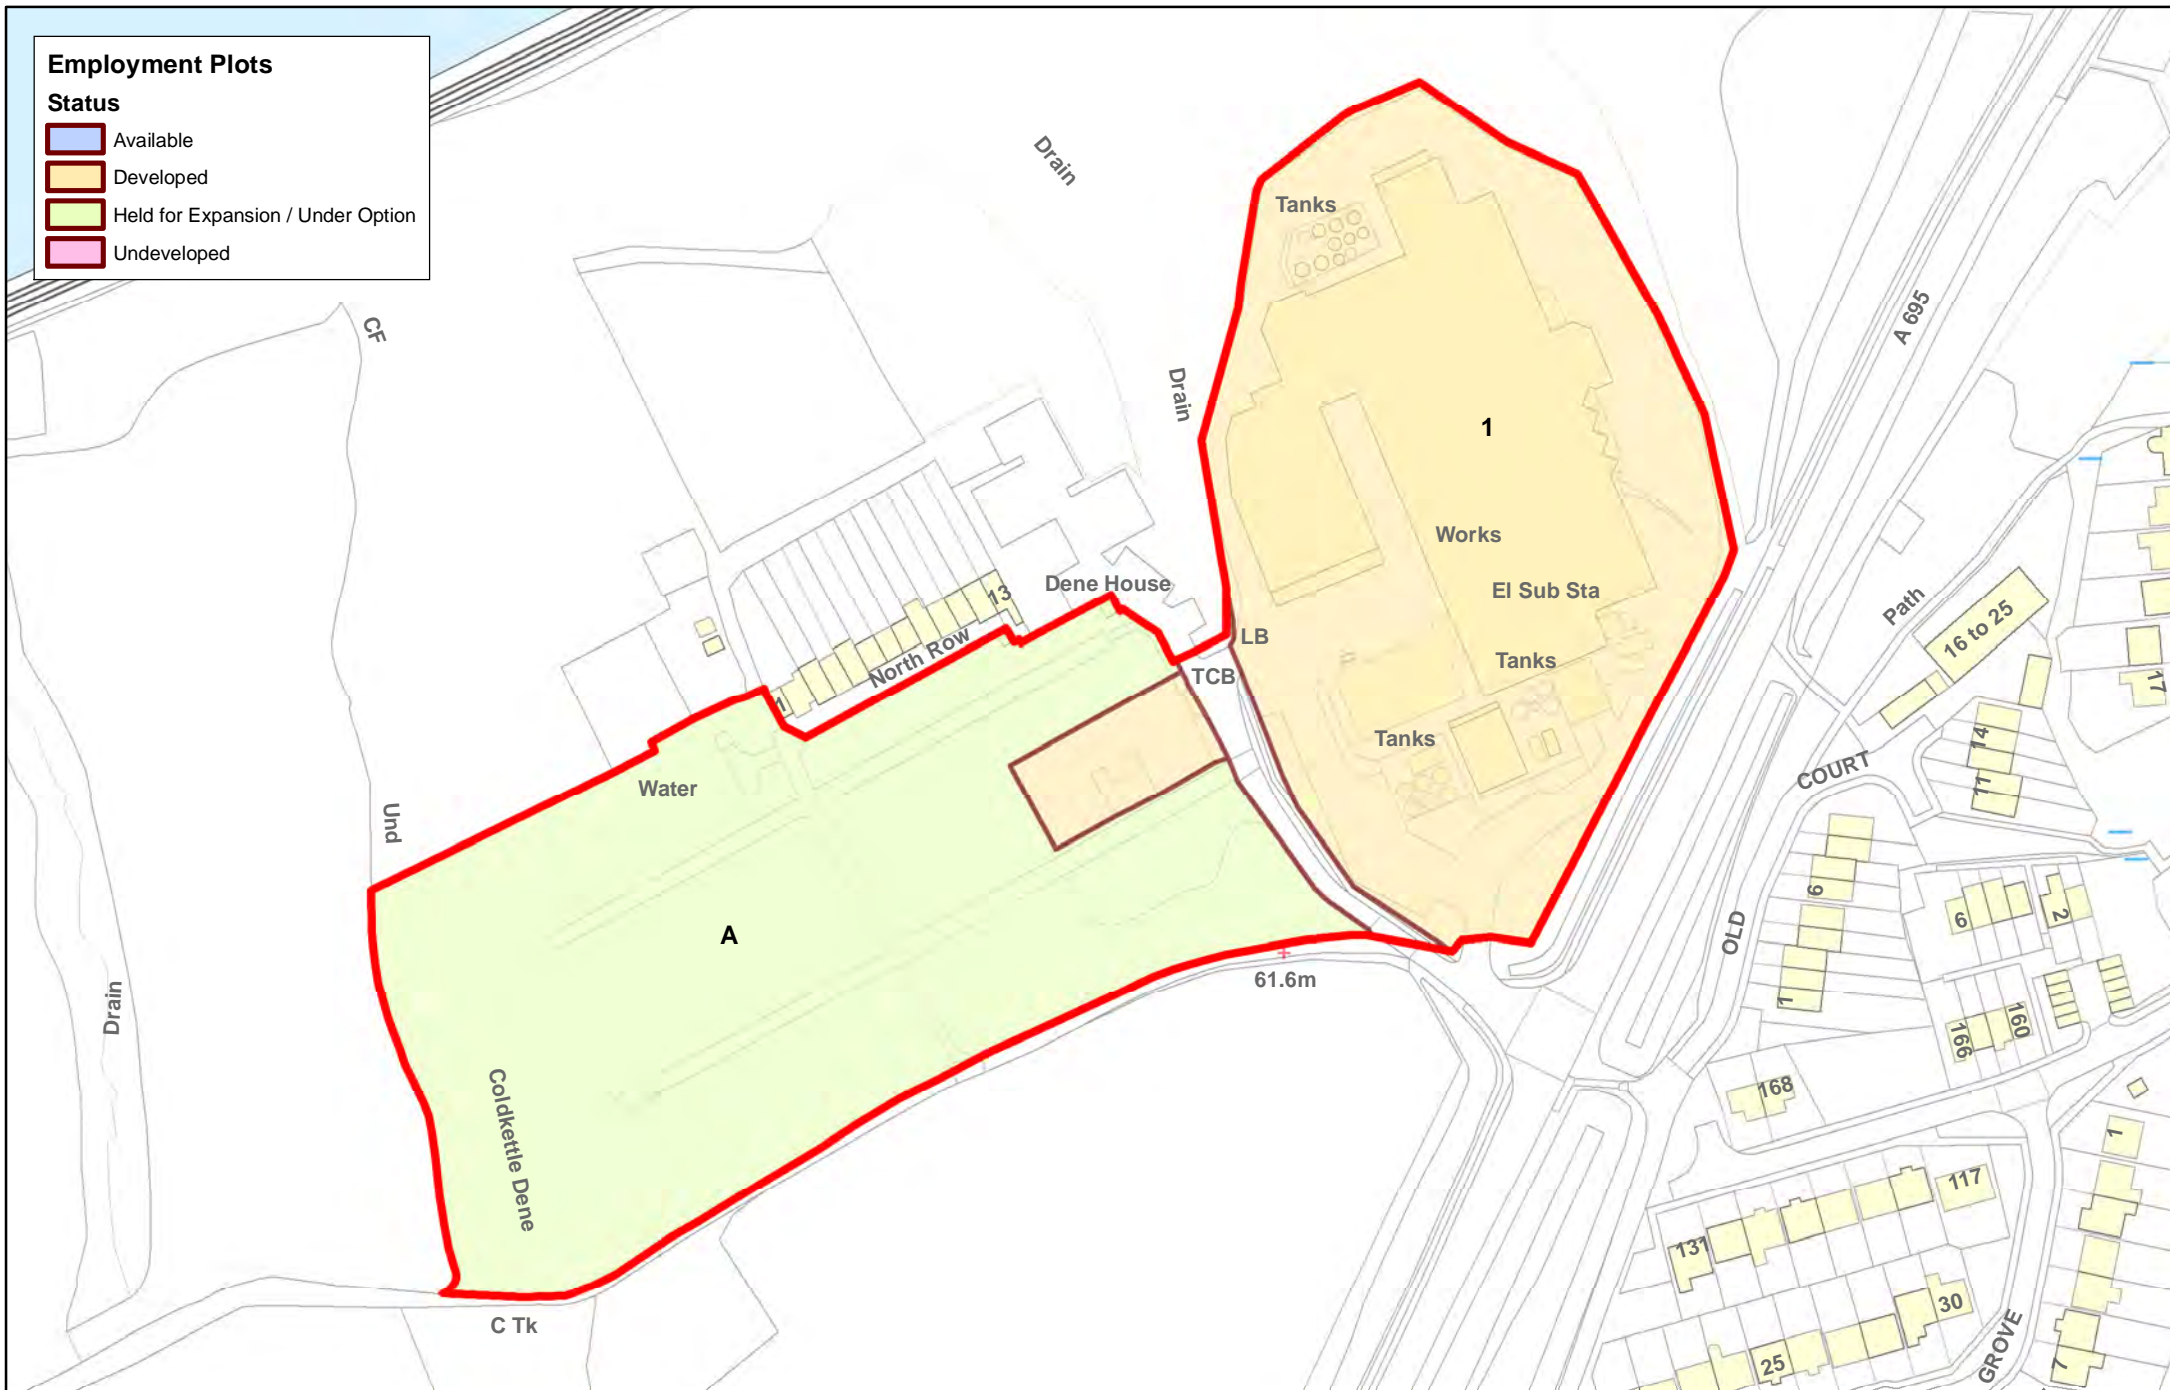 Employment Plots
Status
Available
Developed
Held for Expansion / Under Option
Undeveloped
Drain
Tanks
CF
A 695
Drain
1
Works
Dene House
13
El Sub Sta
Path
16 to 25
North Row
LB
Tanks
TCB
1
17
Tanks
14
Water
COURT
11
Und
6
A
OLD
6
2
61.6m
Drain
1
160
166
Coldkettle Dene
168
1
117
131
C Tk
30
GROVE
25
7